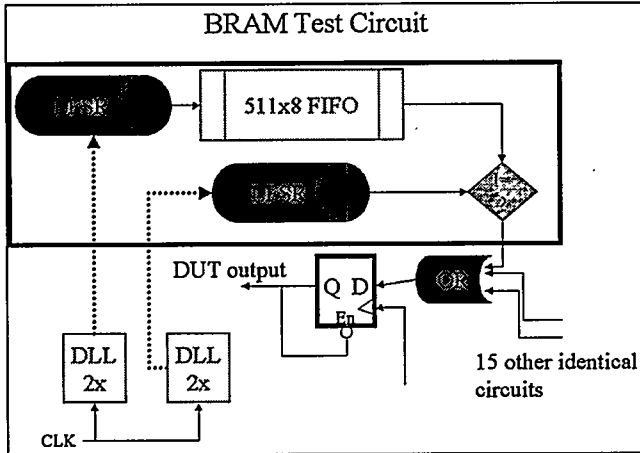 BRAM Test Circuit
LFSR
511x8 FIFO
LFSR
DUT output
Q D
En
OR
DLL
2x
DLL
2x
15 other identical
circuits
CLK